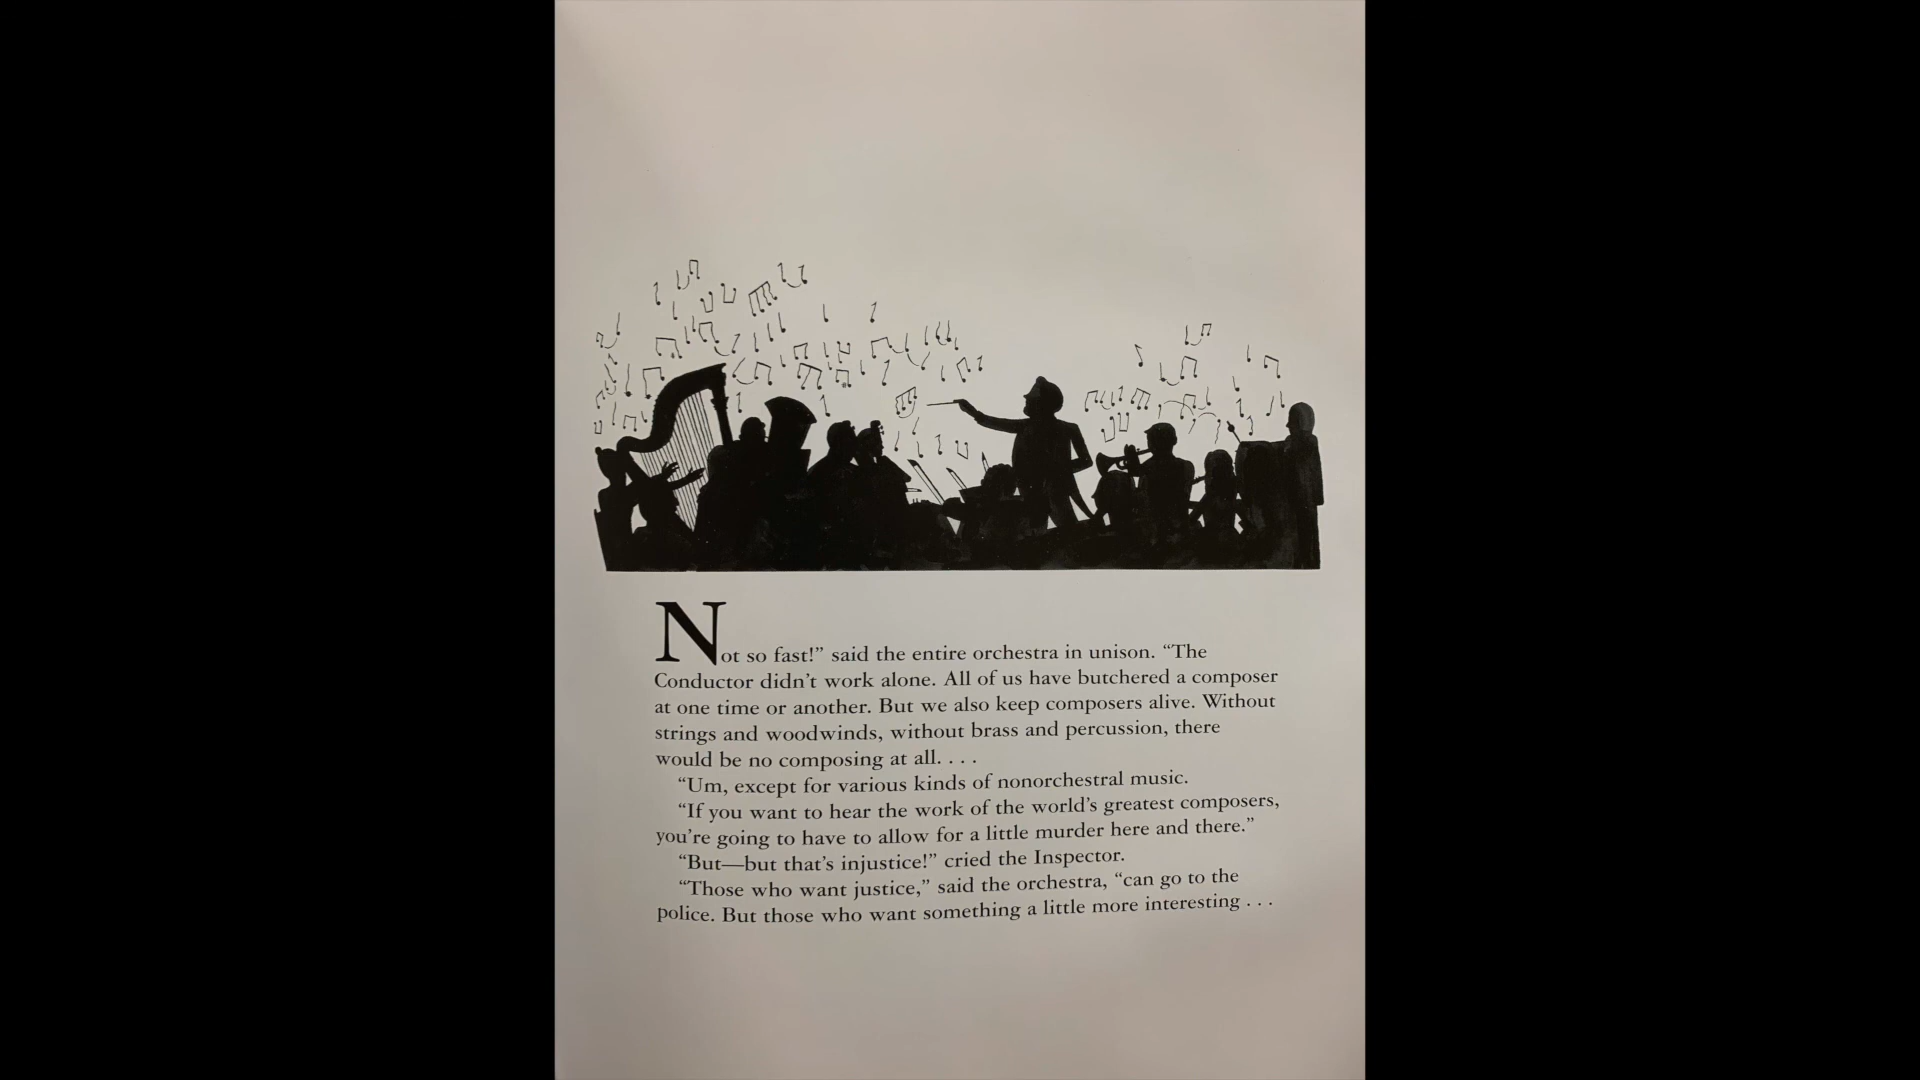 Not so fast!” said the entire orchestra in unison. “The
Conductor didn’t work alone. All of us have butchered a composer
at one time or another. But we also keep composers alive. Without
strings and woodwinds, without brass and percussion, there
would be no composing at all. . . .
“Um, except for various kinds of nonorchestral music.
“If you want to hear the work of the world’s greatest composers,
you’re going to have to allow for a little murder here and there.”
“But—but that’s injustice!” cried the Inspector.
“Those who want justice,” said the orchestra, “can go to the
police. But those who want something a little more interesting . . .